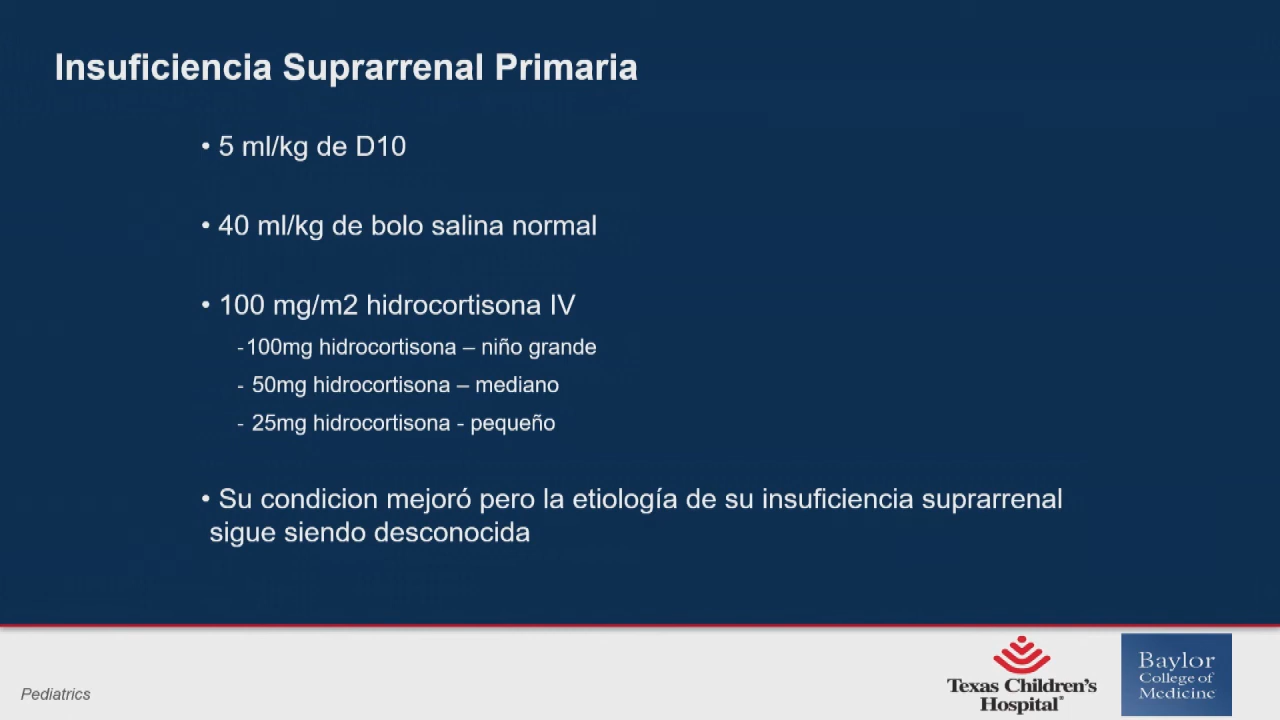 Insuficiencia Suprarrenal Primaria
• 5 ml/kg de D10
• 40 ml/kg de bolo salina normal
• 100 mg/m2 hidrocortisona IV
-100mg hidrocortisona – niño grande
- 50mg hidrocortisona – mediano
- 25mg hidrocortisona - pequeño
• Su condicion mejoró pero la etiología de su insuficiencia suprarrenal
sigue siendo desconocida
Pediatrics
Texas Children's
Hospital®
Baylor
College of
Medicine